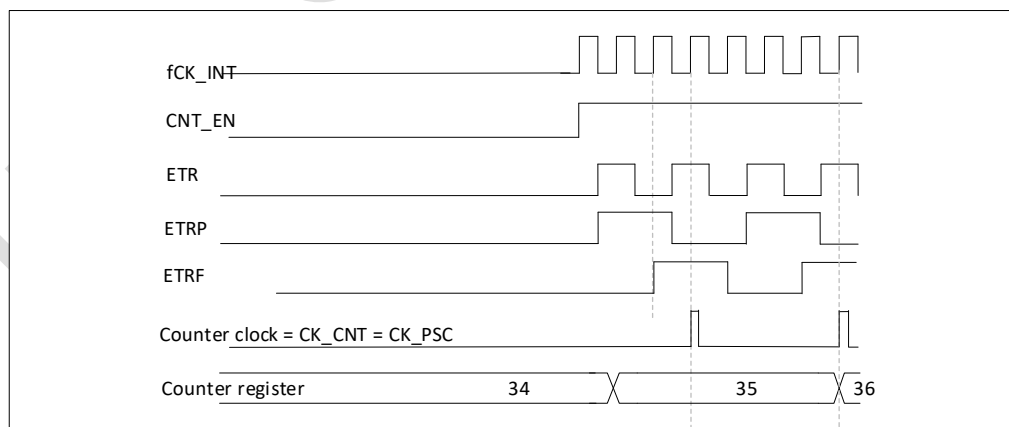 fCK_INT
CNT_EN
ETR
ETRP
ETRF
Counter clock = CK_CNT = CK_PSC
Counter register 34 35 36